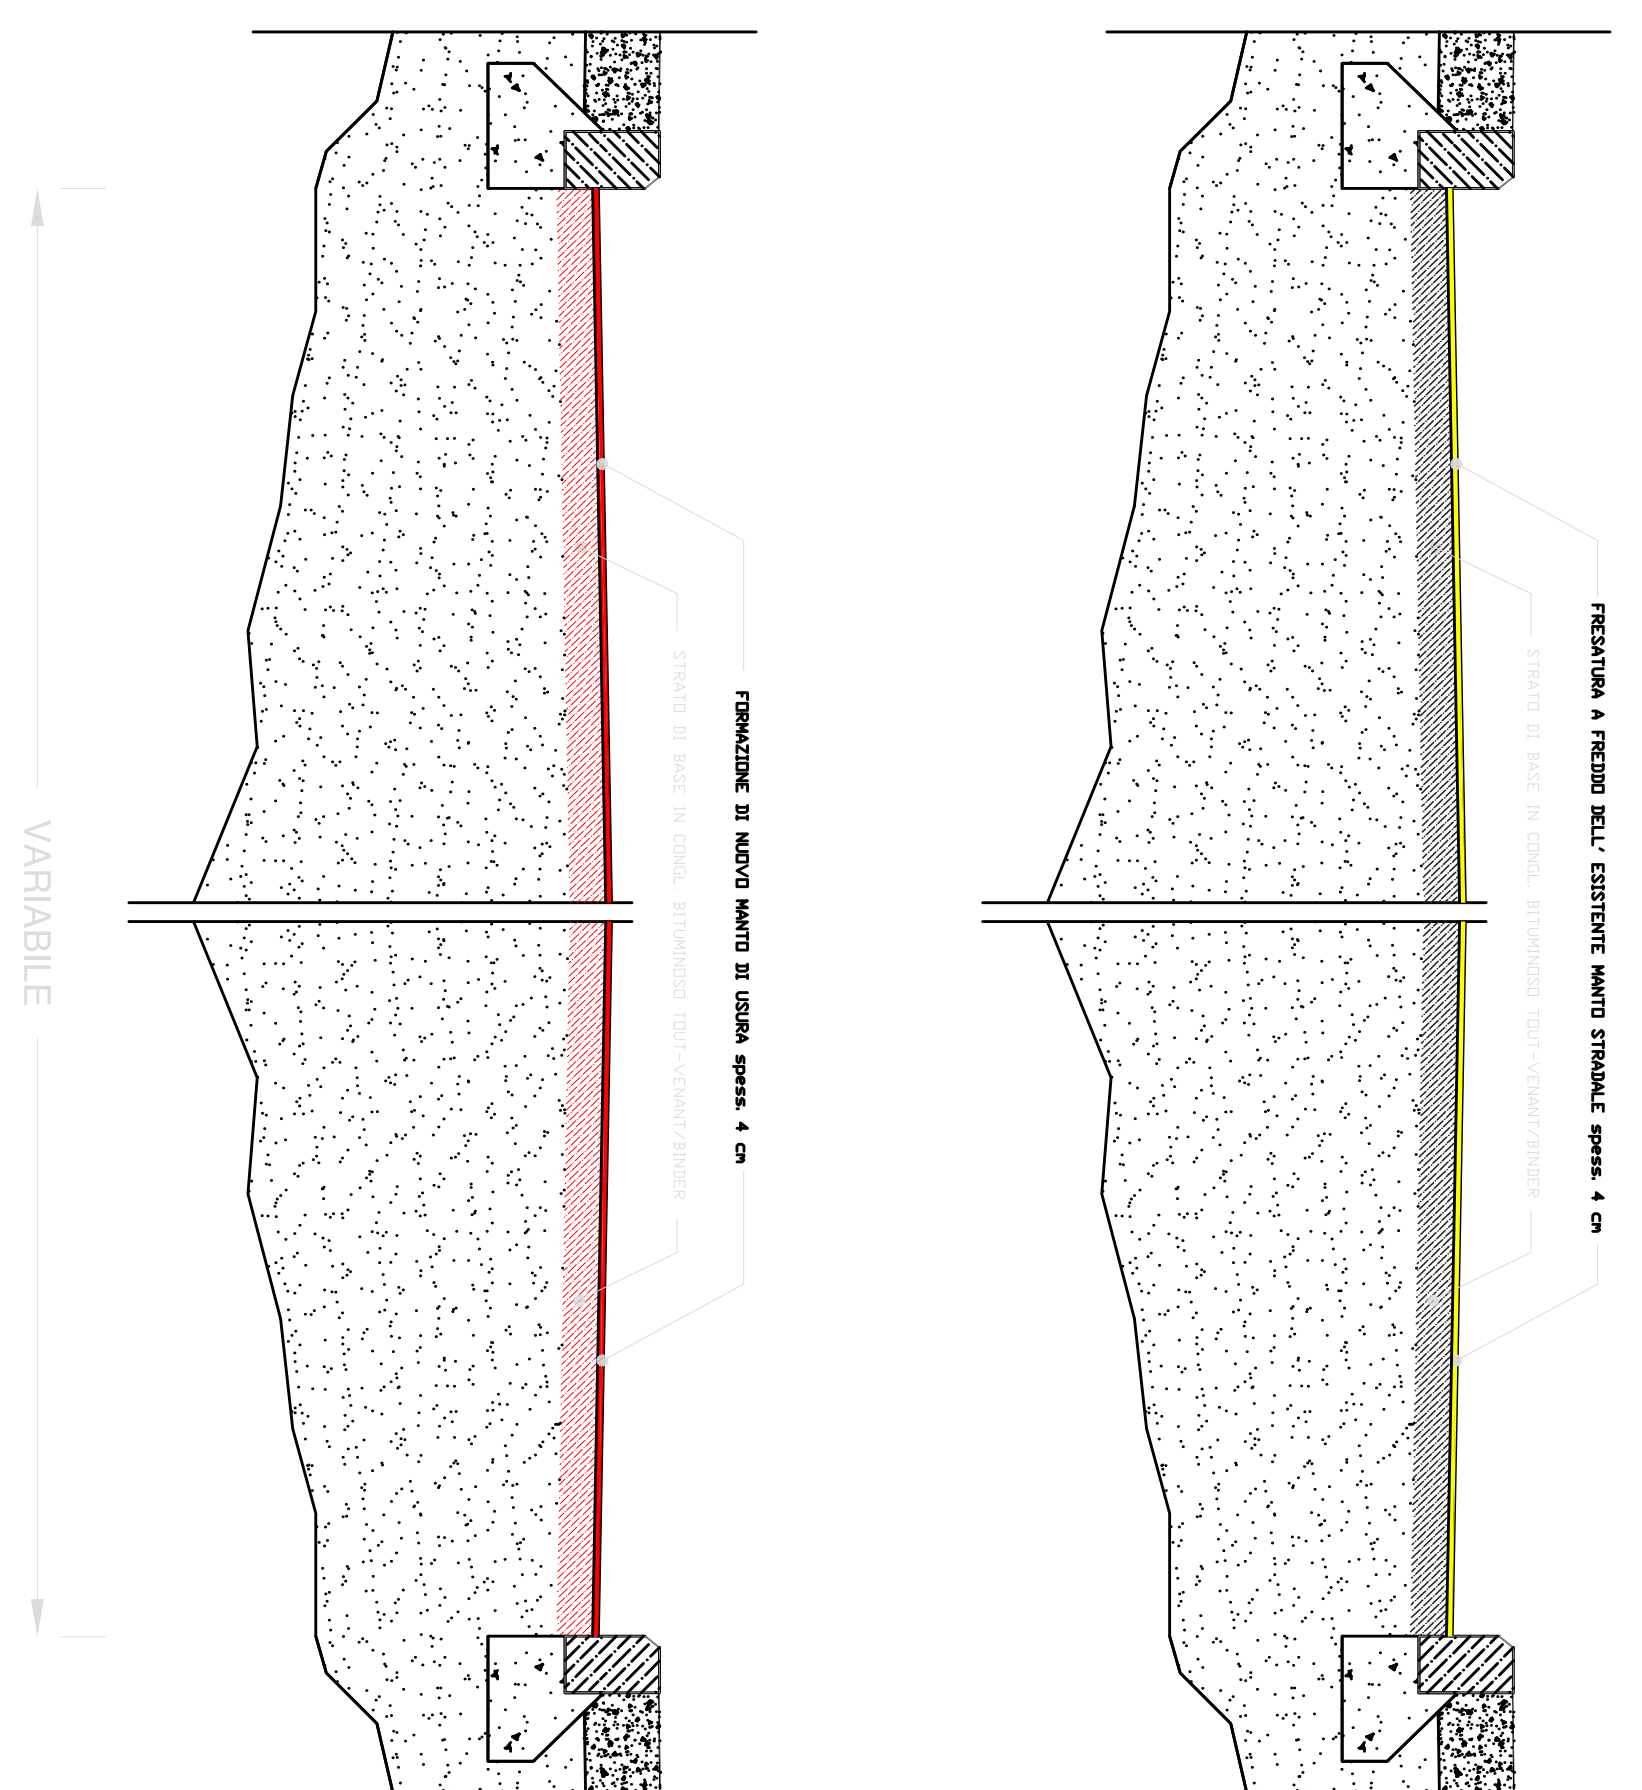 FRESATURA A FREDDO DELL' ESISTENTE MANTO STRADALE spess. 4 cm
STRATO DI BASE IN CONGL. BITUMINOSO TOUT-VENANT/BINDER
FORMAZIONE DI NUOVO MANTO DI USURA spess. 4 cm
STRATO DI BASE IN CONGL. BITUMINOSO TOUT-VENANT/BINDER
VARIABILE